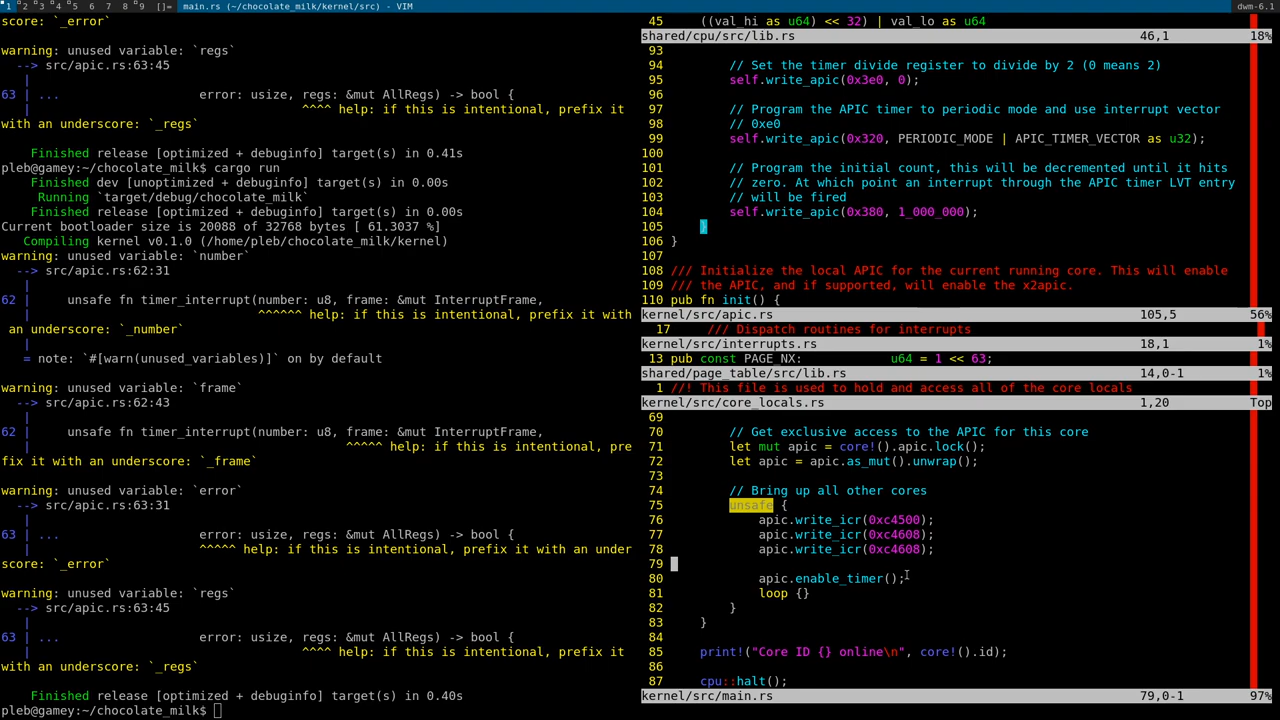 1 2 3 4 5 6 7 8 9 []= main.rs (~/chocolate_milk/kernel/src) - VIM dwm-6.1
score: `_error`
warning: unused variable: `regs`
--> src/apic.rs:63:45
|
63 | ... error: usize, regs: &mut AllRegs) -> bool {
| ^^^^ help: if this is intentional, prefix it
with an underscore: `_regs`
Finished release [optimized + debuginfo] target(s) in 0.41s
pleb@gamey:~/chocolate_milk$ cargo run
Finished dev [unoptimized + debuginfo] target(s) in 0.00s
Running `target/debug/chocolate_milk`
Finished release [optimized + debuginfo] target(s) in 0.00s
Current bootloader size is 20088 of 32768 bytes [ 61.3037 %]
Compiling kernel v0.1.0 (/home/pleb/chocolate_milk/kernel)
warning: unused variable: `number`
--> src/apic.rs:62:31
|
62 | unsafe fn timer_interrupt(number: u8, frame: &mut InterruptFrame,
| ^^^^^^ help: if this is intentional, prefix it with
an underscore: `_number`
|
= note: `#[warn(unused_variables)]` on by default
warning: unused variable: `frame`
--> src/apic.rs:62:43
|
62 | unsafe fn timer_interrupt(number: u8, frame: &mut InterruptFrame,
| ^^^^^ help: if this is intentional, pre
fix it with an underscore: `_frame`
warning: unused variable: `error`
--> src/apic.rs:63:31
|
63 | ... error: usize, regs: &mut AllRegs) -> bool {
| ^^^^^ help: if this is intentional, prefix it with an under
score: `_error`
warning: unused variable: `regs`
--> src/apic.rs:63:45
|
63 | ... error: usize, regs: &mut AllRegs) -> bool {
| ^^^^ help: if this is intentional, prefix it
with an underscore: `_regs`
Finished release [optimized + debuginfo] target(s) in 0.40s
pleb@gamey:~/chocolate_milk$
45 ((val_hi as u64) << 32) | val_lo as u64
shared/cpu/src/lib.rs 46,1 18%
93
94 // Set the timer divide register to divide by 2 (0 means 2)
95 self.write_apic(0x3e0, 0);
96
97 // Program the APIC timer to periodic mode and use interrupt vector
98 // 0xe0
99 self.write_apic(0x320, PERIODIC_MODE | APIC_TIMER_VECTOR as u32);
100
101 // Program the initial count, this will be decremented until it hits
102 // zero. At which point an interrupt through the APIC timer LVT entry
103 // will be fired
104 self.write_apic(0x380, 1_000_000);
105 }
106 }
107
108 /// Initialize the local APIC for the current running core. This will enable
109 /// the APIC, and if supported, will enable the x2apic.
110 pub fn init() {
kernel/src/apic.rs 105,5 56%
17 /// Dispatch routines for interrupts
kernel/src/interrupts.rs 18,1 1%
13 pub const PAGE_NX: u64 = 1 << 63;
shared/page_table/src/lib.rs 14,0-1 1%
1 //! This file is used to hold and access all of the core locals
kernel/src/core_locals.rs 1,20 Top
69
70 // Get exclusive access to the APIC for this core
71 let mut apic = core!().apic.lock();
72 let apic = apic.as_mut().unwrap();
73
74 // Bring up all other cores
75 unsafe {
76 apic.write_icr(0xc4500);
77 apic.write_icr(0xc4608);
78 apic.write_icr(0xc4608);
79
80 apic.enable_timer();
81 loop {}
82 }
83 }
84
85 print!("Core ID {} online\n", core!().id);
86
87 cpu::halt();
kernel/src/main.rs 79,0-1 97%